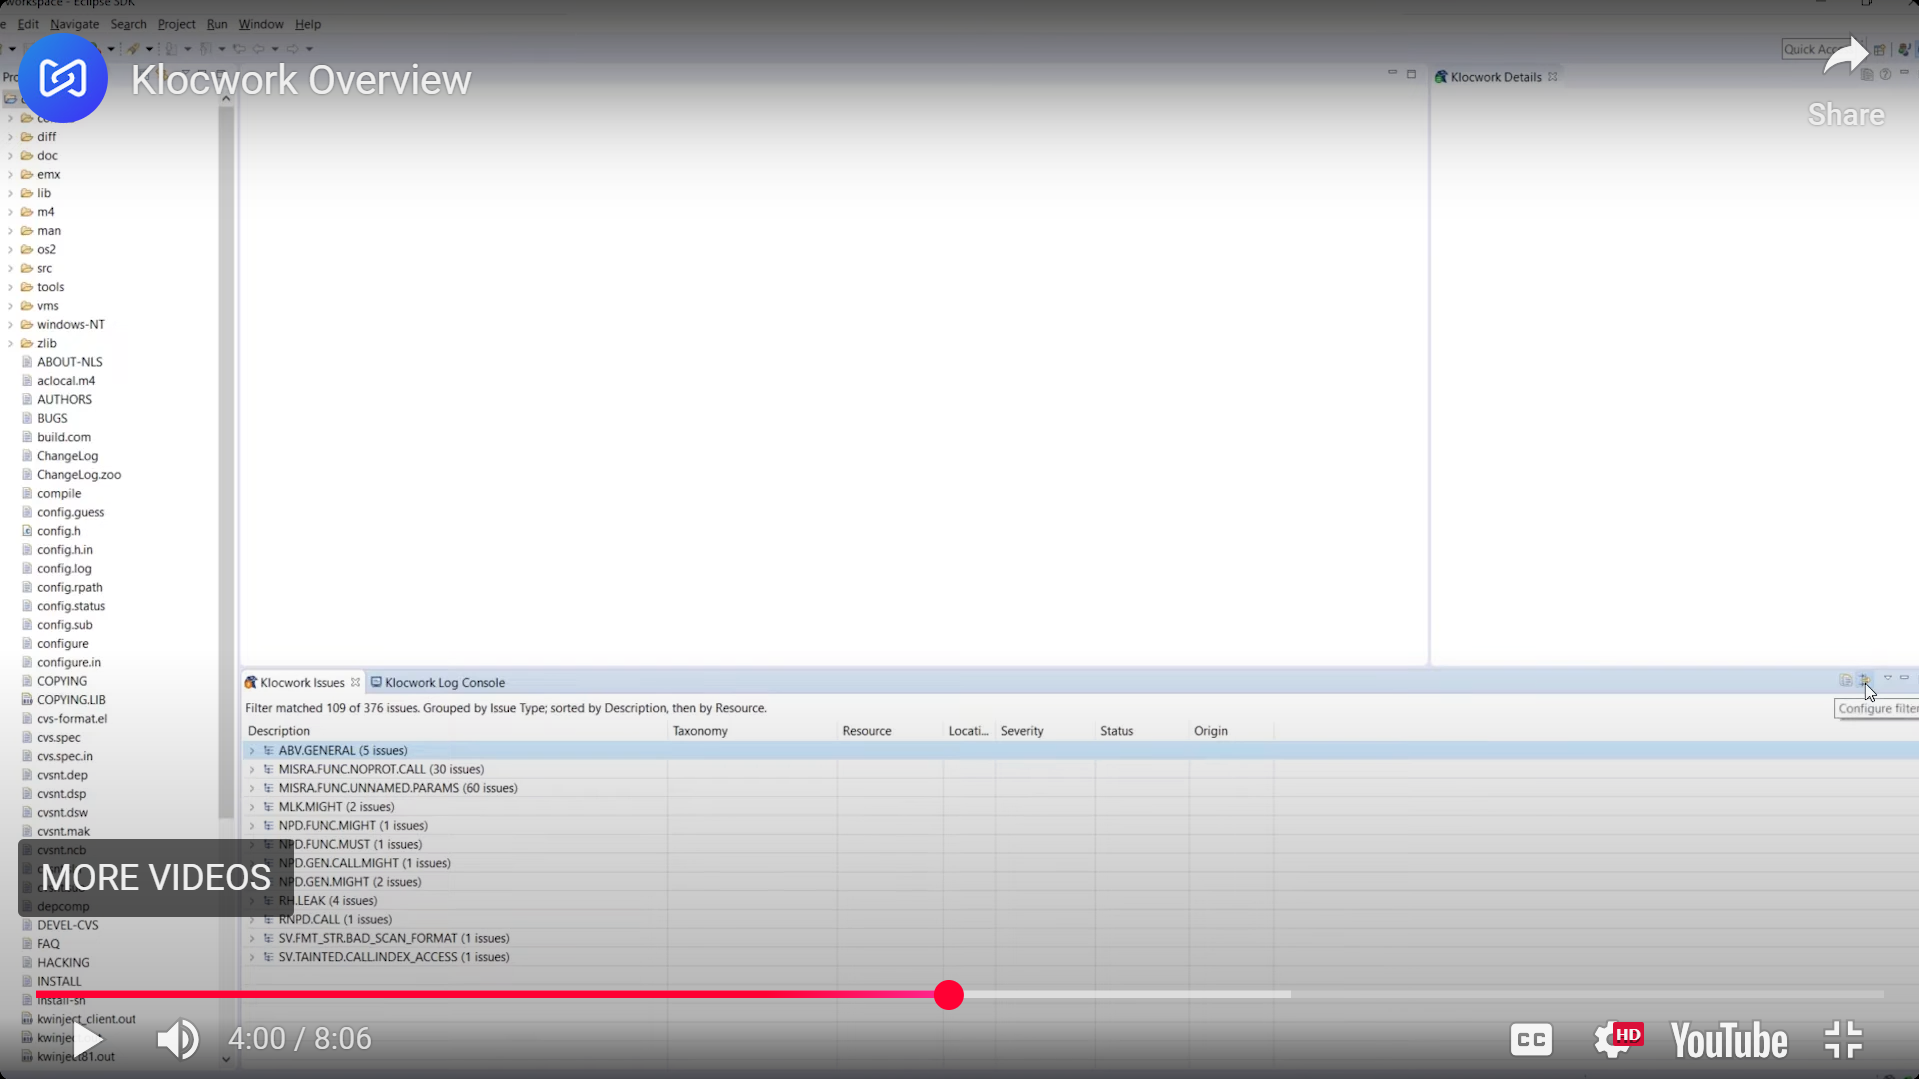 workspace - Eclipse SDK
Edit Navigate Search Project Run Window Help
Quick Acc
Klocwork Overview
Share
Klocwork Details
diff
doc
emx
lib
m4
man
os2
src
tools
vms
windows-NT
zlib
ABOUT-NLS
aclocal.m4
AUTHORS
BUGS
build.com
ChangeLog
ChangeLog.zoo
compile
config.guess
config.h
config.h.in
config.log
config.rpath
config.status
config.sub
configure
configure.in
COPYING
COPYING.LIB
cvs-format.el
cvs.spec
cvs.spec.in
cvsnt.dep
cvsnt.dsp
cvsnt.dsw
cvsnt.mak
cvsnt.ncb
MORE VIDEOS
depcomp
DEVEL-CVS
FAQ
HACKING
INSTALL
install-sh
kwinject_client.out
kwinject81.out
Klocwork Issues Klocwork Log Console
Configure filter
Filter matched 109 of 376 issues. Grouped by Issue Type; sorted by Description, then by Resource.
Description Taxonomy Resource Locati... Severity Status Origin
ABV.GENERAL (5 issues)
MISRA.FUNC.NOPROT.CALL (30 issues)
MISRA.FUNC.UNNAMED.PARAMS (60 issues)
MLK.MIGHT (2 issues)
NPD.FUNC.MIGHT (1 issues)
NPD.FUNC.MUST (1 issues)
NPD.GEN.CALL.MIGHT (1 issues)
NPD.GEN.MIGHT (2 issues)
RH.LEAK (4 issues)
RNPD.CALL (1 issues)
SV.FMT_STR.BAD_SCAN_FORMAT (1 issues)
SV.TAINTED.CALL.INDEX_ACCESS (1 issues)
4:00 / 8:06
CC
HD
YouTube